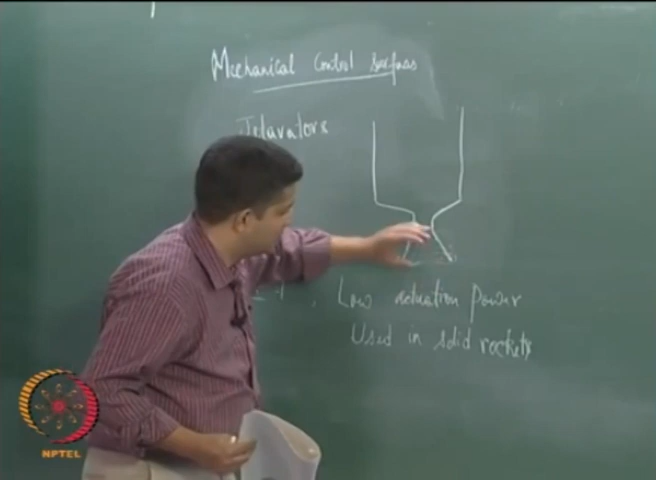 Mechanical Control Surfaces
Jetavators
Low actuation power
Used in solid rockets
NPTEL